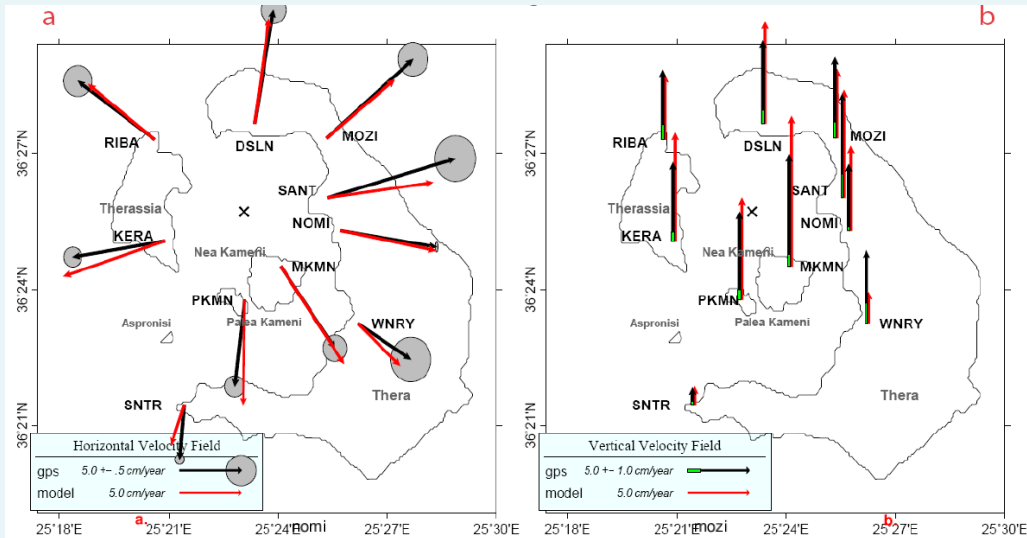 a
RIBA
DSLN
MOZI
SANT
Therassia
KERA
NOMI
Nea Kameni
MKMN
PKMN
Aspronisi
Palea Kameni
WNRY
Thera
SNTR
Horizontal Velocity Field
gps 5.0 +− .5 cm/year
model 5.0 cm/year
36°27'N
36°24'N
36°21'N
25°18'E 25°21'E 25°24'E 25°27'E 25°30'E
a.
nomi
b
RIBA
DSLN
MOZI
SANT
Therassia
KERA
NOMI
Nea Kameni
MKMN
PKMN
Aspronisi
Palea Kameni
WNRY
Thera
SNTR
Vertical Velocity Field
gps 5.0 +− 1.0 cm/year
model 5.0 cm/year
36°27'N
36°24'N
36°21'N
25°18'E 25°21'E 25°24'E 25°27'E 25°30'E
mozi
b.